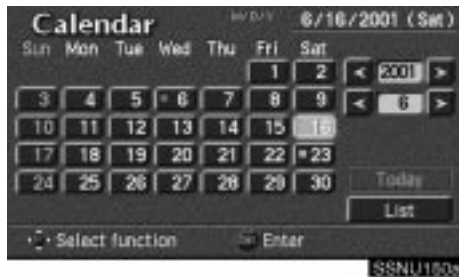 Calendar M/D/Y 6/16/2001 (Sat)
Sun Mon Tue Wed Thu Fri Sat
1 2 < 2001 >
3 4 5 6 7 8 9 < 6 >
10 11 12 13 14 15 16
17 18 19 20 21 22 23
24 25 26 27 28 29 30 Today
List
Select function Enter
SSNU150s